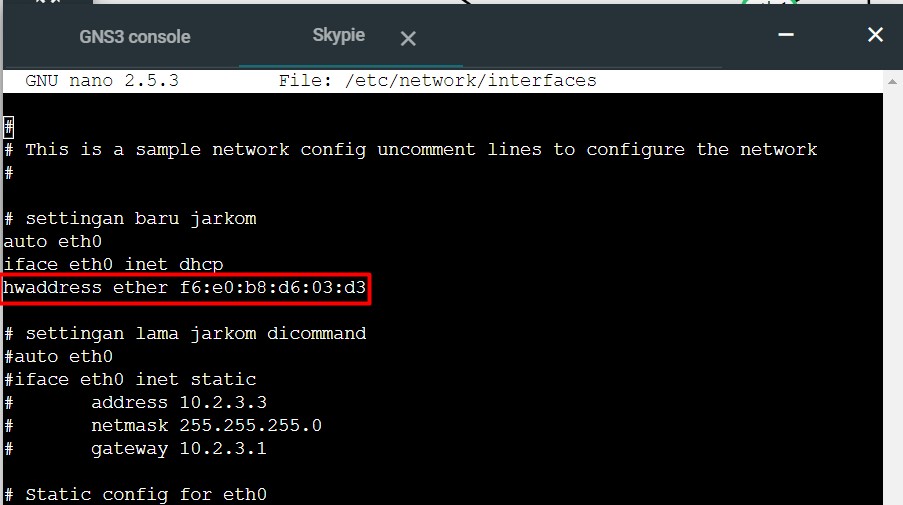 GNS3 console
Skypie
GNU nano 2.5.3 File: /etc/network/interfaces
#
# This is a sample network config uncomment lines to configure the network
#
# settingan baru jarkom
auto eth0
iface eth0 inet dhcp
hwaddress ether f6:e0:b8:d6:03:d3
# settingan lama jarkom dicommand
#auto eth0
#iface eth0 inet static
# address 10.2.3.3
# netmask 255.255.255.0
# gateway 10.2.3.1
# Static config for eth0